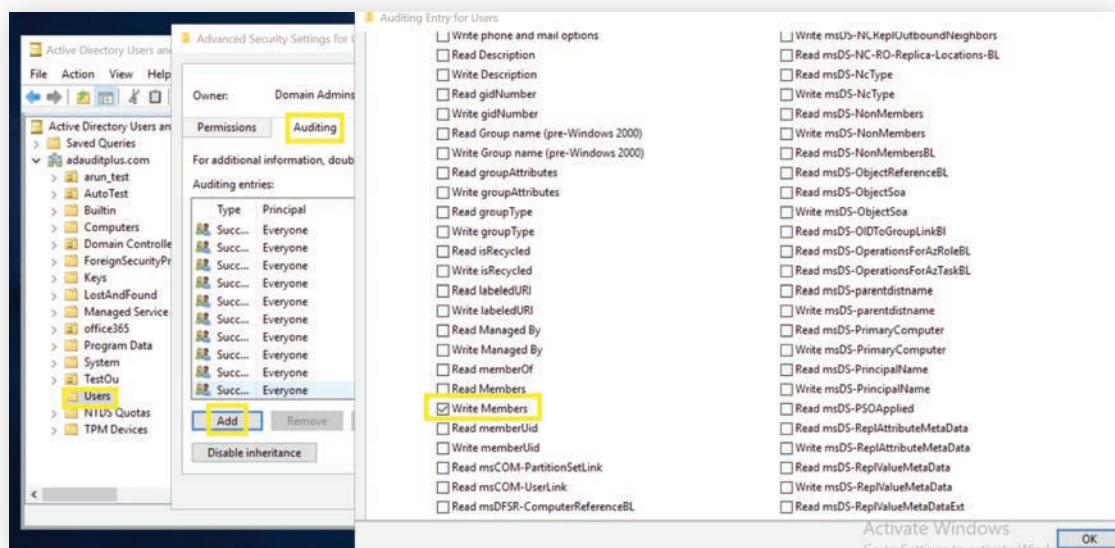 Active Directory Users an
File Action View Help
Active Directory Users an
Saved Queries
adauditplus.com
arun_test
AutoTest
Builtin
Computers
Domain Controlle
ForeignSecurityPr
Keys
LostAndFound
Managed Service
office365
Program Data
System
TestOu
Users
NTDS Quotas
TPM Devices
Advanced Security Settings for U
Owner: Domain Admins
Permissions Auditing
For additional information, doub
Auditing entries:
Type Principal
Succ... Everyone
Succ... Everyone
Succ... Everyone
Succ... Everyone
Succ... Everyone
Succ... Everyone
Succ... Everyone
Succ... Everyone
Succ... Everyone
Succ... Everyone
Add Remove
Disable inheritance
Auditing Entry for Users
Write phone and mail options
Read Description
Write Description
Read gidNumber
Write gidNumber
Read Group name (pre-Windows 2000)
Write Group name (pre-Windows 2000)
Read groupAttributes
Write groupAttributes
Read groupType
Write groupType
Read isRecycled
Write isRecycled
Read labeledURI
Write labeledURI
Read Managed By
Write Managed By
Read memberOf
Read Members
Write Members
Read memberUid
Write memberUid
Read msCOM-PartitionSetLink
Read msCOM-UserLink
Read msDFSR-ComputerReferenceBL
Write msDS-NCReplOutboundNeighbors
Read msDS-NC-RO-Replica-Locations-BL
Read msDS-NcType
Write msDS-NcType
Read msDS-NonMembers
Write msDS-NonMembers
Read msDS-NonMembersBL
Read msDS-ObjectReferenceBL
Read msDS-ObjectSoa
Write msDS-ObjectSoa
Read msDS-OIDToGroupLinkBl
Read msDS-OperationsForAzRoleBL
Read msDS-OperationsForAzTaskBL
Read msDS-parentdistname
Write msDS-parentdistname
Read msDS-PrimaryComputer
Write msDS-PrimaryComputer
Read msDS-PrincipalName
Write msDS-PrincipalName
Read msDS-PSOApplied
Read msDS-ReplAttributeMetaData
Write msDS-ReplAttributeMetaData
Read msDS-ReplValueMetaData
Write msDS-ReplValueMetaData
Read msDS-ReplValueMetaDataExt
Activate Windows
OK